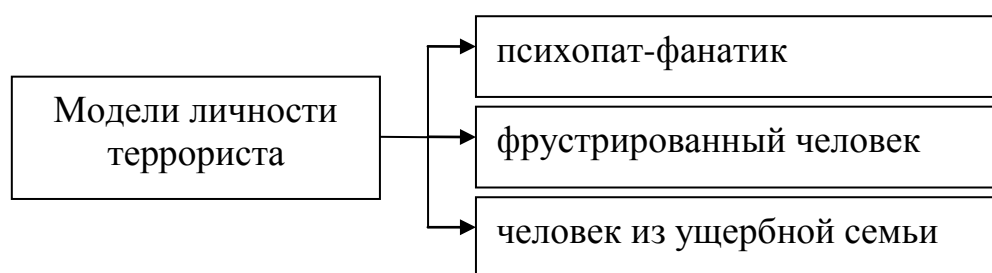 Модели личности
террориста
психопат-фанатик
фрустрированный человек
человек из ущербной семьи